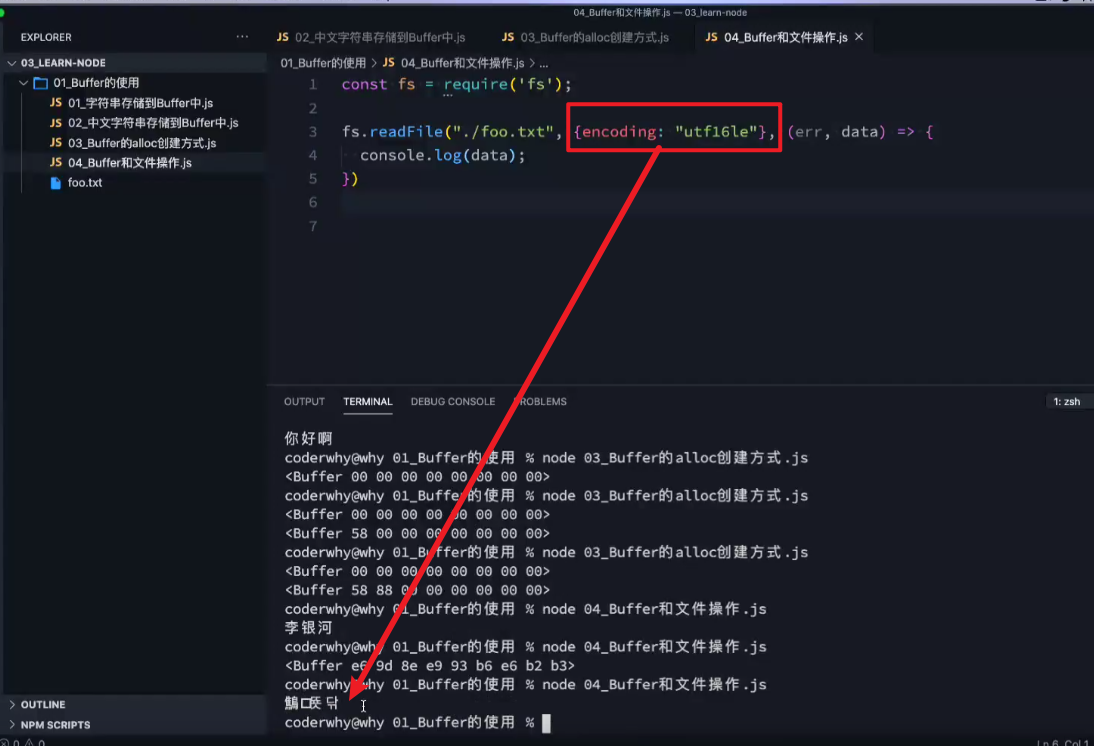 04_Buffer和文件操作.js — 03_learn-node
EXPLORER
JS 02_中文字符串存储到Buffer中.js
JS 03_Buffer的alloc创建方式.js
JS 04_Buffer和文件操作.js ×
03_LEARN-NODE
01_Buffer的使用
JS 01_字符串存储到Buffer中.js
JS 02_中文字符串存储到Buffer中.js
JS 03_Buffer的alloc创建方式.js
JS 04_Buffer和文件操作.js
foo.txt
OUTLINE
NPM SCRIPTS
01_Buffer的使用 > JS 04_Buffer和文件操作.js > ...
1 const fs = require('fs');
2
3 fs.readFile("./foo.txt", {encoding: "utf16le"}, (err, data) => {
4 console.log(data);
5 })
6
7
OUTPUT TERMINAL DEBUG CONSOLE PROBLEMS
1: zsh
你好啊
coderwhy@why 01_Buffer的使用 % node 03_Buffer的alloc创建方式.js
<Buffer 00 00 00 00 00 00 00 00>
coderwhy@why 01_Buffer的使用 % node 03_Buffer的alloc创建方式.js
<Buffer 00 00 00 00 00 00 00 00>
<Buffer 58 00 00 00 00 00 00 00>
coderwhy@why 01_Buffer的使用 % node 03_Buffer的alloc创建方式.js
<Buffer 00 00 00 00 00 00 00 00>
<Buffer 58 88 00 00 00 00 00 00>
coderwhy@why 01_Buffer的使用 % node 04_Buffer和文件操作.js
李银河
coderwhy@why 01_Buffer的使用 % node 04_Buffer和文件操作.js
<Buffer e6 9d 8e e9 93 b6 e6 b2 b3>
coderwhy@why 01_Buffer的使用 % node 04_Buffer和文件操作.js
coderwhy@why 01_Buffer的使用 %
Ln 6, Col 1